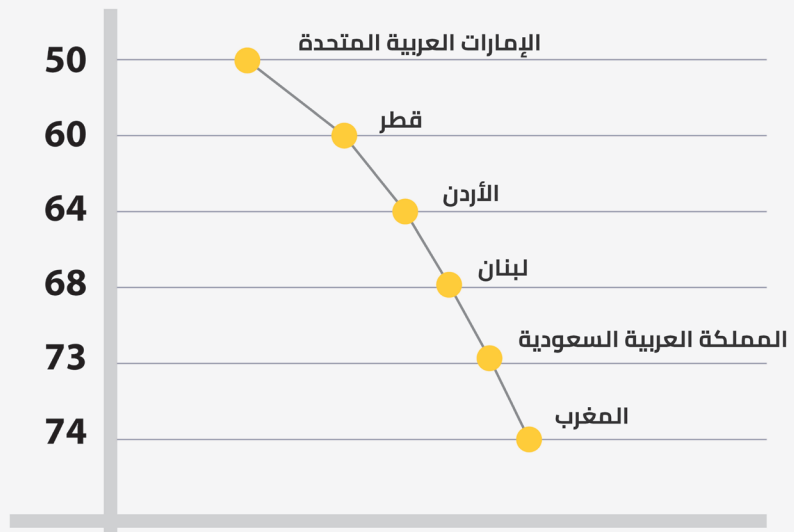 50
الإمارات العربية المتحدة
60
قطر
64
الأردن
68
لبنان
73
المملكة العربية السعودية
74
المغرب